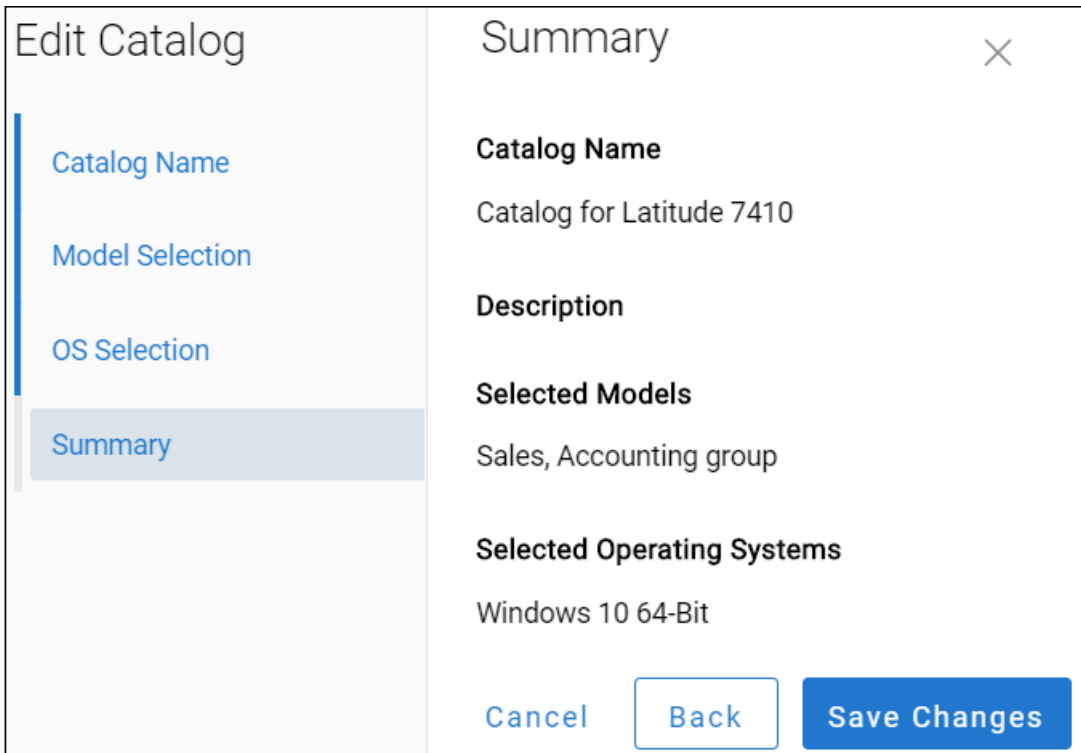 Edit Catalog
Catalog Name
Model Selection
OS Selection
Summary
Summary
Catalog Name
Catalog for Latitude 7410
Description
Selected Models
Sales, Accounting group
Selected Operating Systems
Windows 10 64-Bit
Cancel
Back
Save Changes